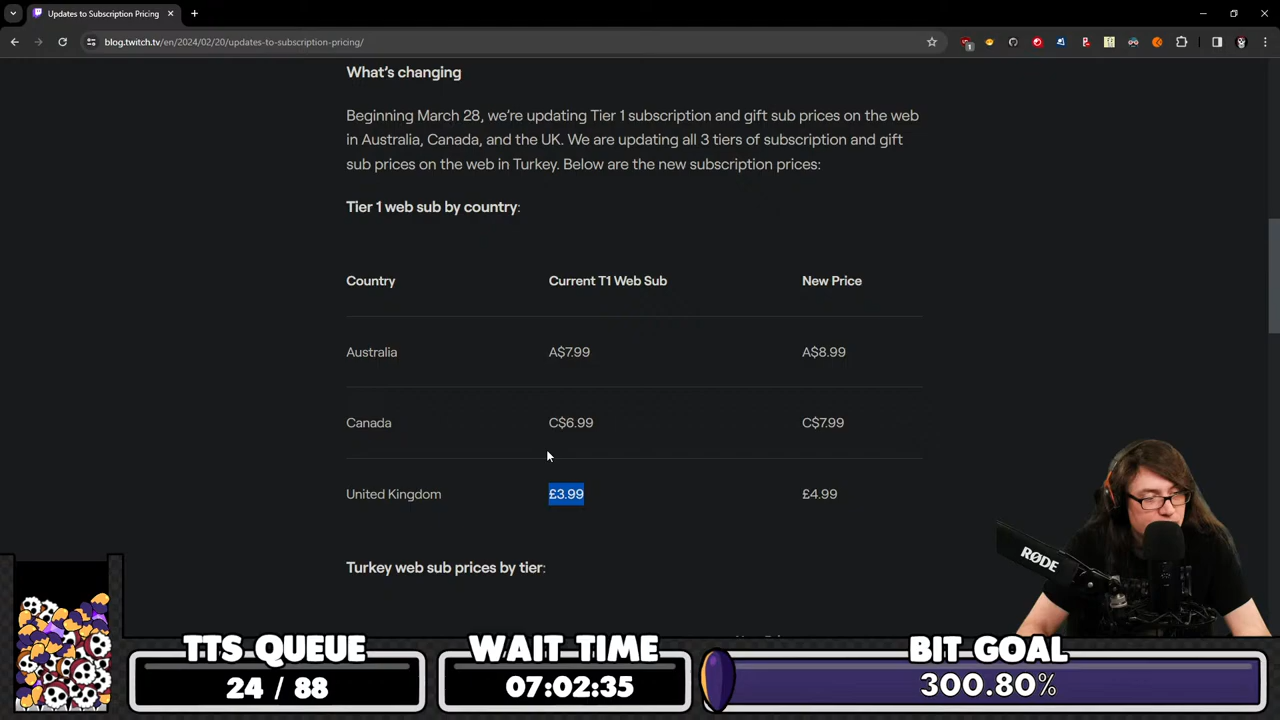 Updates to Subscription Pricing
blog.twitch.tv/en/2024/02/20/updates-to-subscription-pricing/
1
What's changing
Beginning March 28, we're updating Tier 1 subscription and gift sub prices on the web
in Australia, Canada, and the UK. We are updating all 3 tiers of subscription and gift
sub prices on the web in Turkey. Below are the new subscription prices:
Tier 1 web sub by country:
Country Current T1 Web Sub New Price
Australia A$7.99 A$8.99
Canada C$6.99 C$7.99
United Kingdom £3.99 £4.99
Turkey web sub prices by tier:
RØDE
TTS QUEUE WAIT TIME BIT GOAL
24 / 88 07:02:35 300.80%